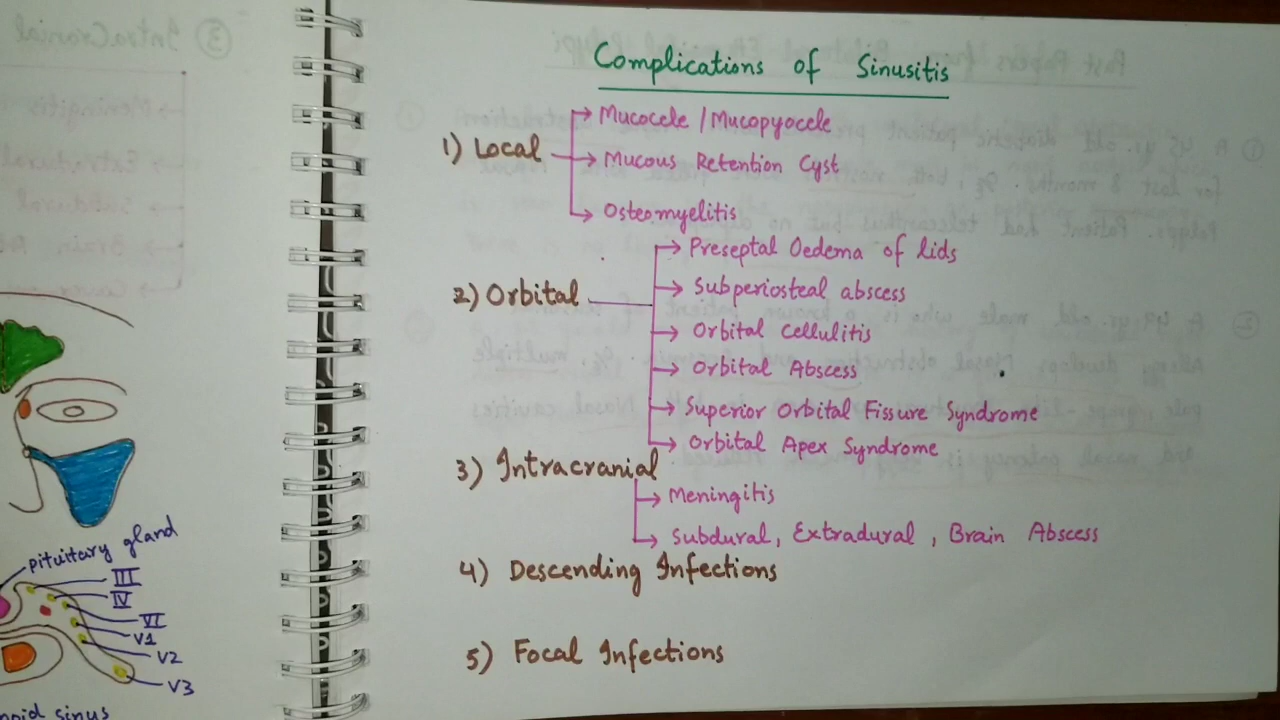 Complications of Sinusitis
1) Local
→ Mucocele / Mucopyocele
→ Mucous Retention Cyst
→ Osteomyelitis
2) Orbital
→ Preseptal Oedema of lids
→ Subperiosteal abscess
→ Orbital Cellulitis
→ Orbital Abscess
→ Superior Orbital Fissure Syndrome
→ Orbital Apex Syndrome
3) Intracranial
→ Meningitis
→ Subdural, Extradural, Brain Abscess
4) Descending Infections
5) Focal Infections
pituitary gland
III
IV
VI
V1
V2
V3
sinus